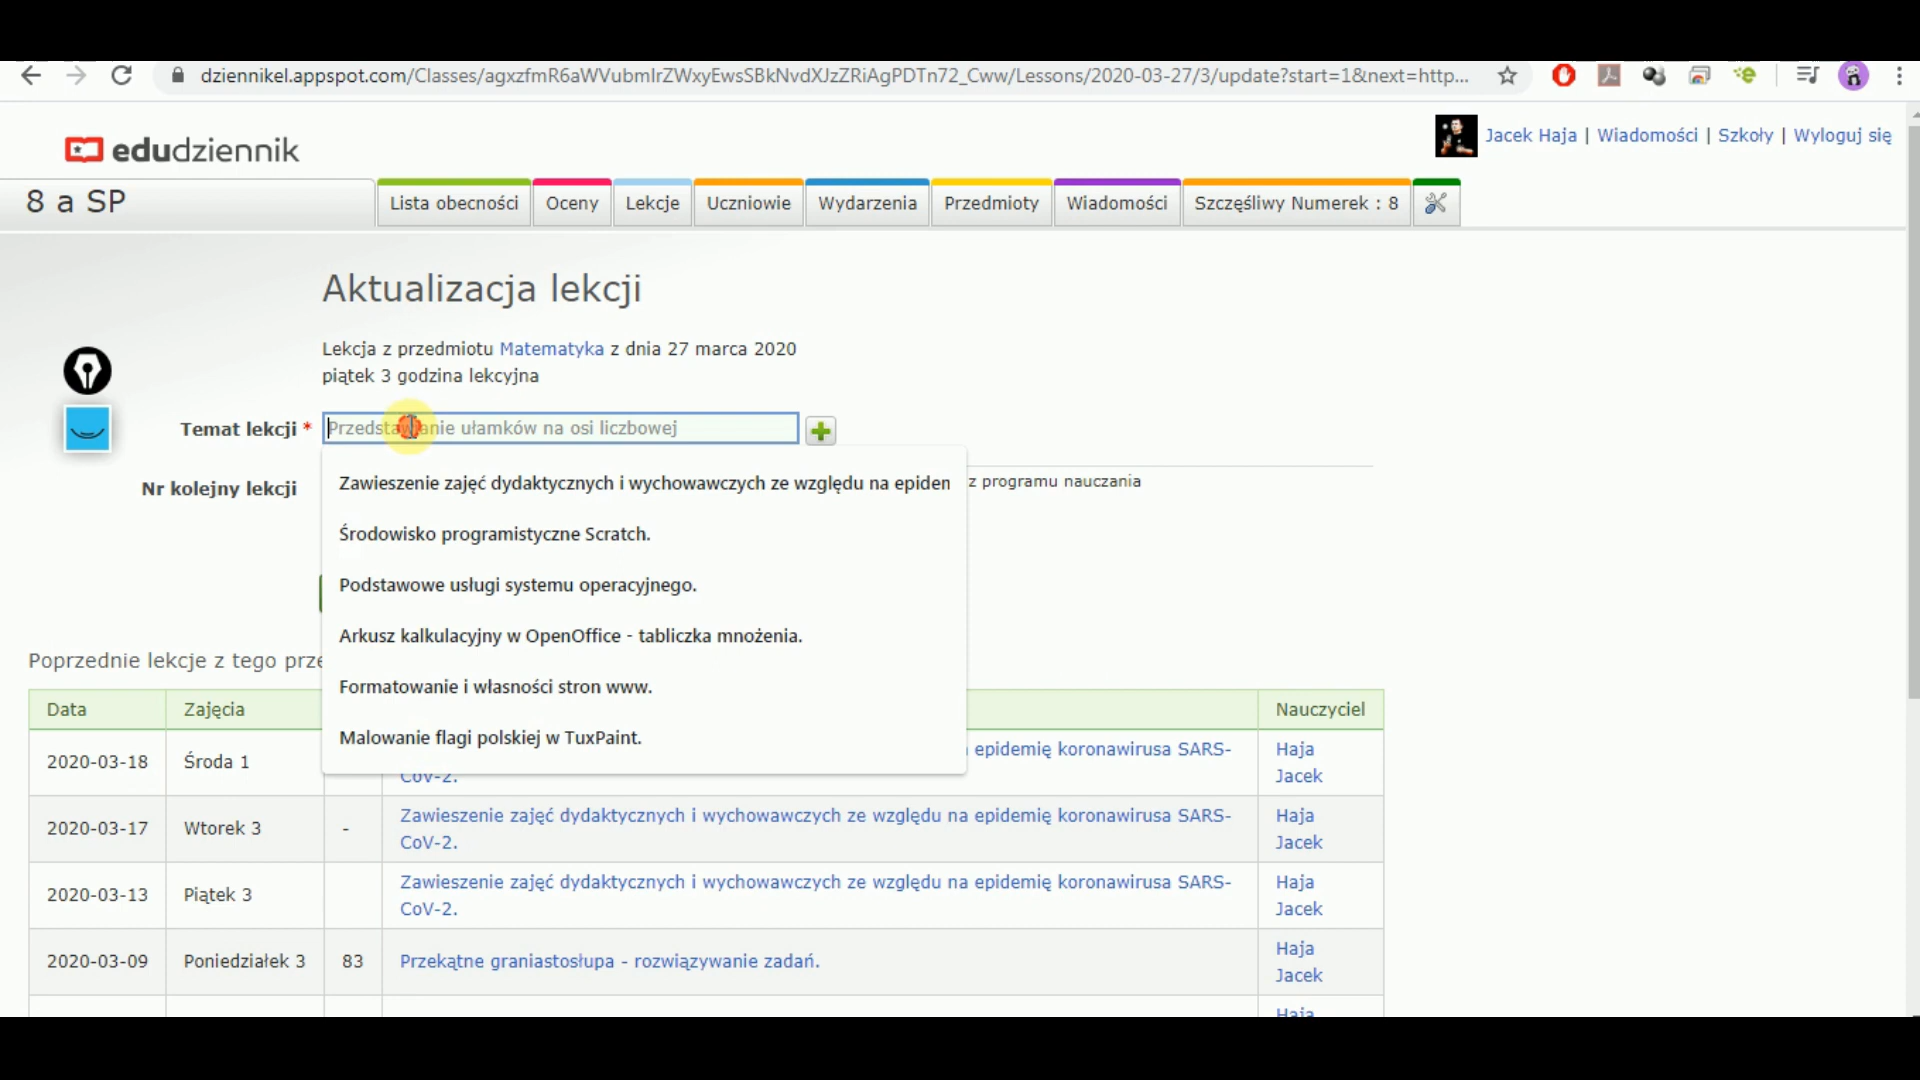 dziennikel.appspot.com/Classes/agxzfmR6aWVubmlrZWxyEwsSBkNvdXJzZRiAgPDTn72_Cww/Lessons/2020-03-27/3/update?start=1&next=http...
edudziennik
Jacek Haja | Wiadomości | Szkoły | Wyloguj się
8 a SP
Lista obecności
Oceny
Lekcje
Uczniowie
Wydarzenia
Przedmioty
Wiadomości
Szczęśliwy Numerek : 8
Aktualizacja lekcji
Lekcja z przedmiotu Matematyka z dnia 27 marca 2020
piątek 3 godzina lekcyjna
Temat lekcji *
Przedstawianie ułamków na osi liczbowej
Zawieszenie zajęć dydaktycznych i wychowawczych ze względu na epiden
Nr kolejny lekcji
z programu nauczania
Środowisko programistyczne Scratch.
Podstawowe usługi systemu operacyjnego.
Arkusz kalkulacyjny w OpenOffice - tabliczka mnożenia.
Formatowanie i własności stron www.
Malowanie flagi polskiej w TuxPaint.
Poprzednie lekcje z tego prze
Data Zajęcia Nauczyciel
2020-03-18 Środa 1
epidemię koronawirusa SARS-
CoV-2.
Haja
Jacek
2020-03-17 Wtorek 3 -
Zawieszenie zajęć dydaktycznych i wychowawczych ze względu na epidemię koronawirusa SARS-
CoV-2.
Haja
Jacek
2020-03-13 Piątek 3
Zawieszenie zajęć dydaktycznych i wychowawczych ze względu na epidemię koronawirusa SARS-
CoV-2.
Haja
Jacek
2020-03-09 Poniedziałek 3 83
Przekątne graniastosłupa - rozwiązywanie zadań.
Haja
Jacek
Haja